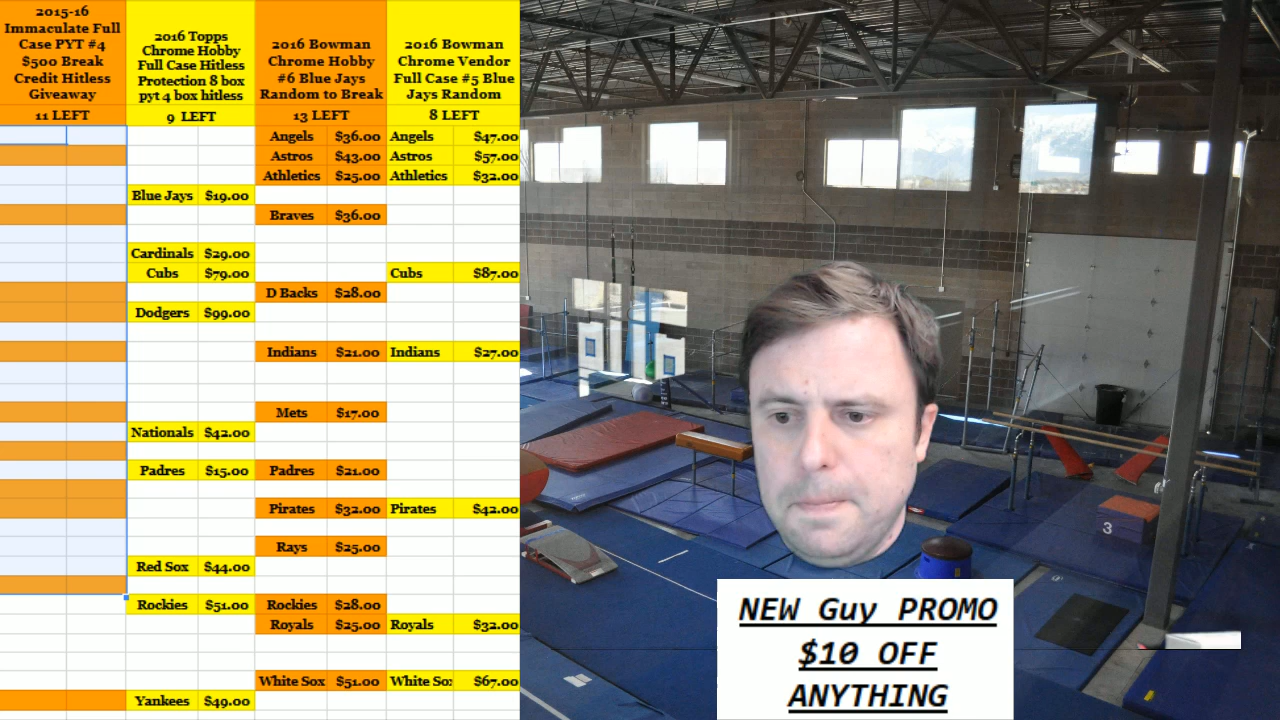 2015-16
Immaculate Full
Case PYT #4
$500 Break
Credit Hitless
Giveaway
11 LEFT
2016 Topps
Chrome Hobby
Full Case Hitless
Protection 8 box
pyt 4 box hitless
9 LEFT
2016 Bowman
Chrome Hobby
#6 Blue Jays
Random to Break
13 LEFT
2016 Bowman
Chrome Vendor
Full Case #5 Blue
Jays Random
8 LEFT
Angels $36.00 Angels $47.00
Astros $43.00 Astros $57.00
Athletics $25.00 Athletics $32.00
Blue Jays $19.00
Braves $36.00
Cardinals $29.00
Cubs $79.00 Cubs $87.00
D Backs $28.00
Dodgers $99.00
Indians $21.00 Indians $27.00
Mets $17.00
Nationals $42.00
Padres $15.00 Padres $21.00
Pirates $32.00 Pirates $42.00
Rays $25.00
Red Sox $44.00
Rockies $51.00 Rockies $28.00
Royals $25.00 Royals $32.00
White Sox $51.00 White Sox $67.00
Yankees $49.00
3
NEW Guy PROMO
$10 OFF
ANYTHING